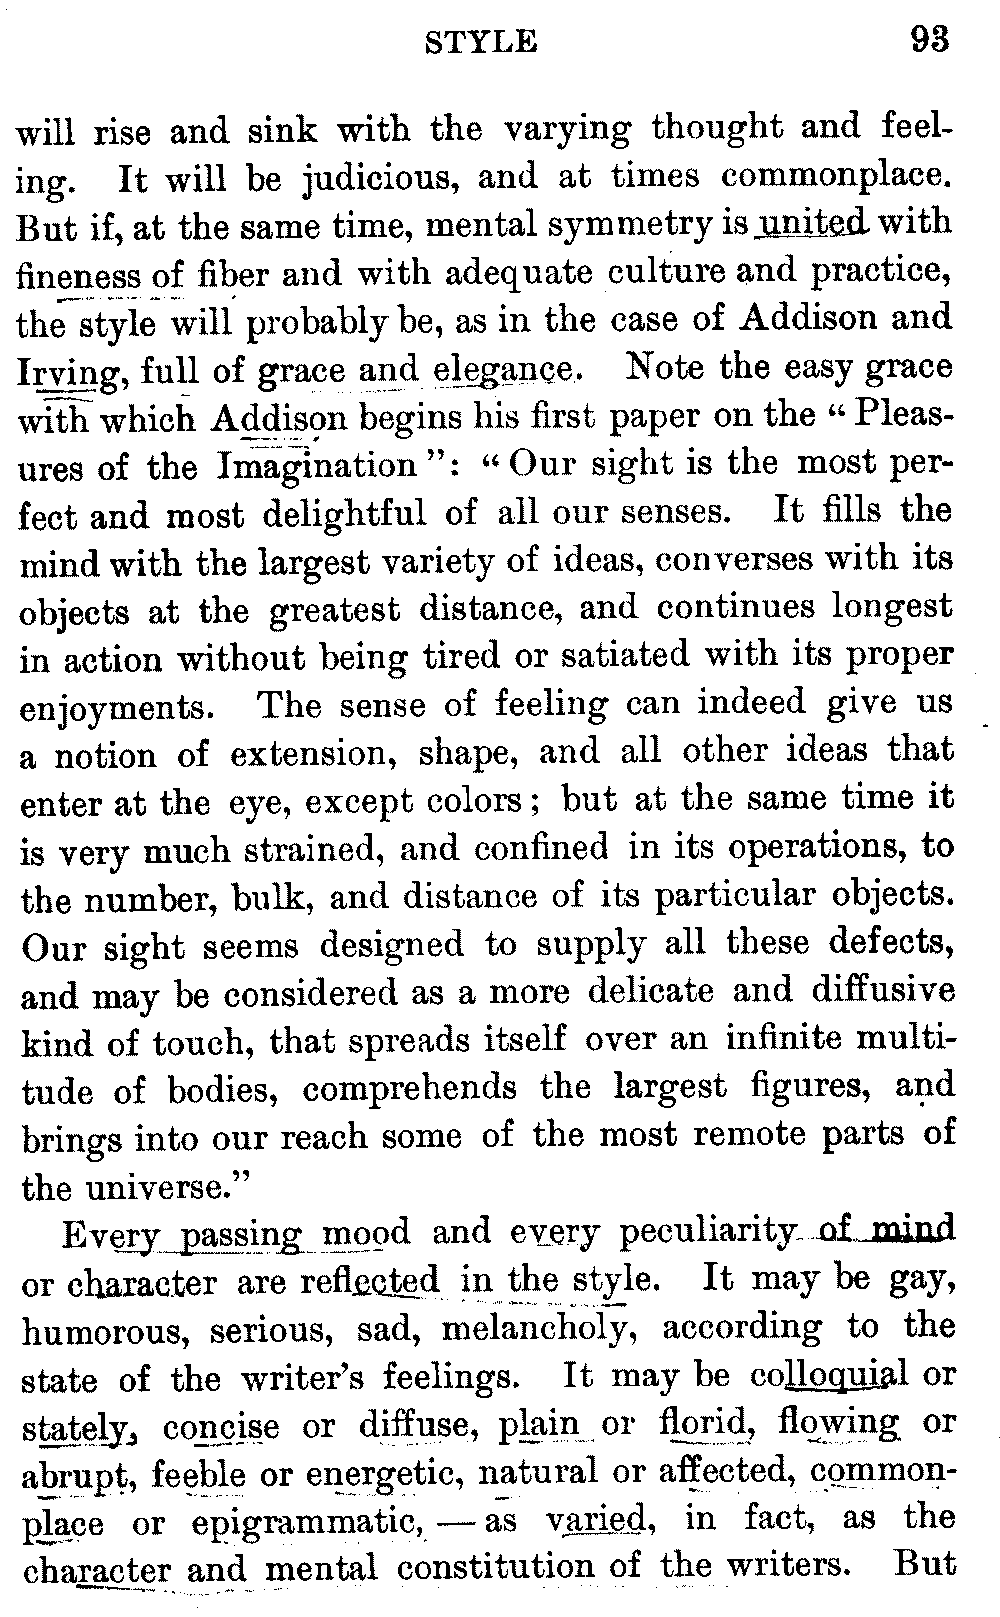 STYLE 93
will rise and sink with the varying thought and feel-
ing. It will be judicious, and at times commonplace.
But if, at the same time, mental symmetry is united with
fineness of fiber and with adequate culture and practice,
the style will probably be, as in the case of Addison and
Irving, full of grace and elegance. Note the easy grace
with which Addison begins his first paper on the “ Pleas-
ures of the Imagination ”: “ Our sight is the most per-
fect and most delightful of all our senses. It fills the
mind with the largest variety of ideas, converses with its
objects at the greatest distance, and continues longest
in action without being tired or satiated with its proper
enjoyments. The sense of feeling can indeed give us
a notion of extension, shape, and all other ideas that
enter at the eye, except colors ; but at the same time it
is very much strained, and confined in its operations, to
the number, bulk, and distance of its particular objects.
Our sight seems designed to supply all these defects,
and may be considered as a more delicate and diffusive
kind of touch, that spreads itself over an infinite multi-
tude of bodies, comprehends the largest figures, and
brings into our reach some of the most remote parts of
the universe.”
Every passing mood and every peculiarity of mind
or character are reflected in the style. It may be gay,
humorous, serious, sad, melancholy, according to the
state of the writer’s feelings. It may be colloquial or
stately, concise or diffuse, plain or florid, flowing or
abrupt, feeble or energetic, natural or affected, common-
place or epigrammatic, — as varied, in fact, as the
character and mental constitution of the writers. But